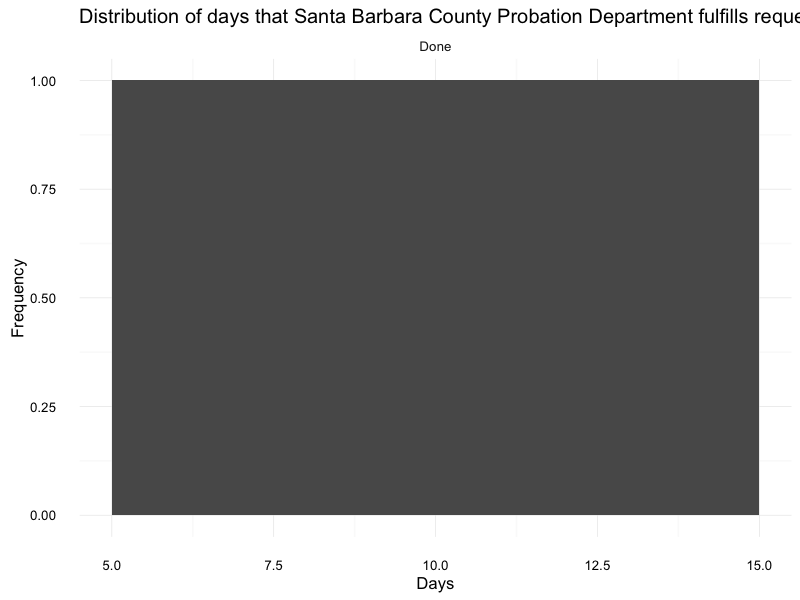 Distribution of days that Santa Barbara County Probation Department fulfills reque
Done
1.00
0.75
0.50
0.25
0.00
Frequency
5.0 7.5 10.0 12.5 15.0
Days